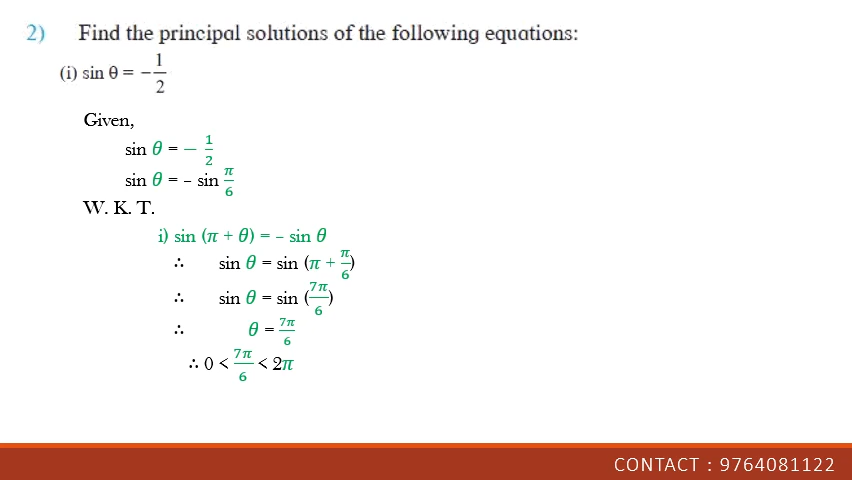 2) Find the principal solutions of the following equations:
(i) sin θ = −1/2
Given,
sin θ = − 1/2
sin θ = − sin π/6
W. K. T.
i) sin (π + θ) = − sin θ
∴ sin θ = sin (π + π/6)
∴ sin θ = sin (7π/6)
∴ θ = 7π/6
∴ 0 < 7π/6 < 2π
CONTACT : 9764081122